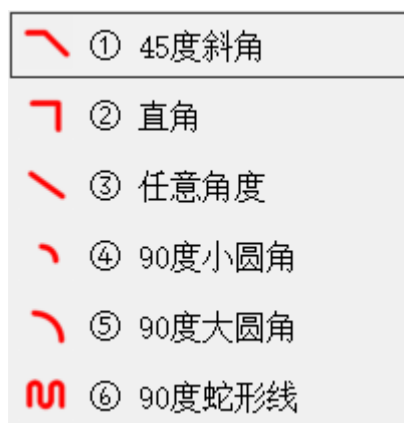 ① 45度斜角
② 直角
③ 任意角度
④ 90度小圆角
⑤ 90度大圆角
⑥ 90度蛇形线